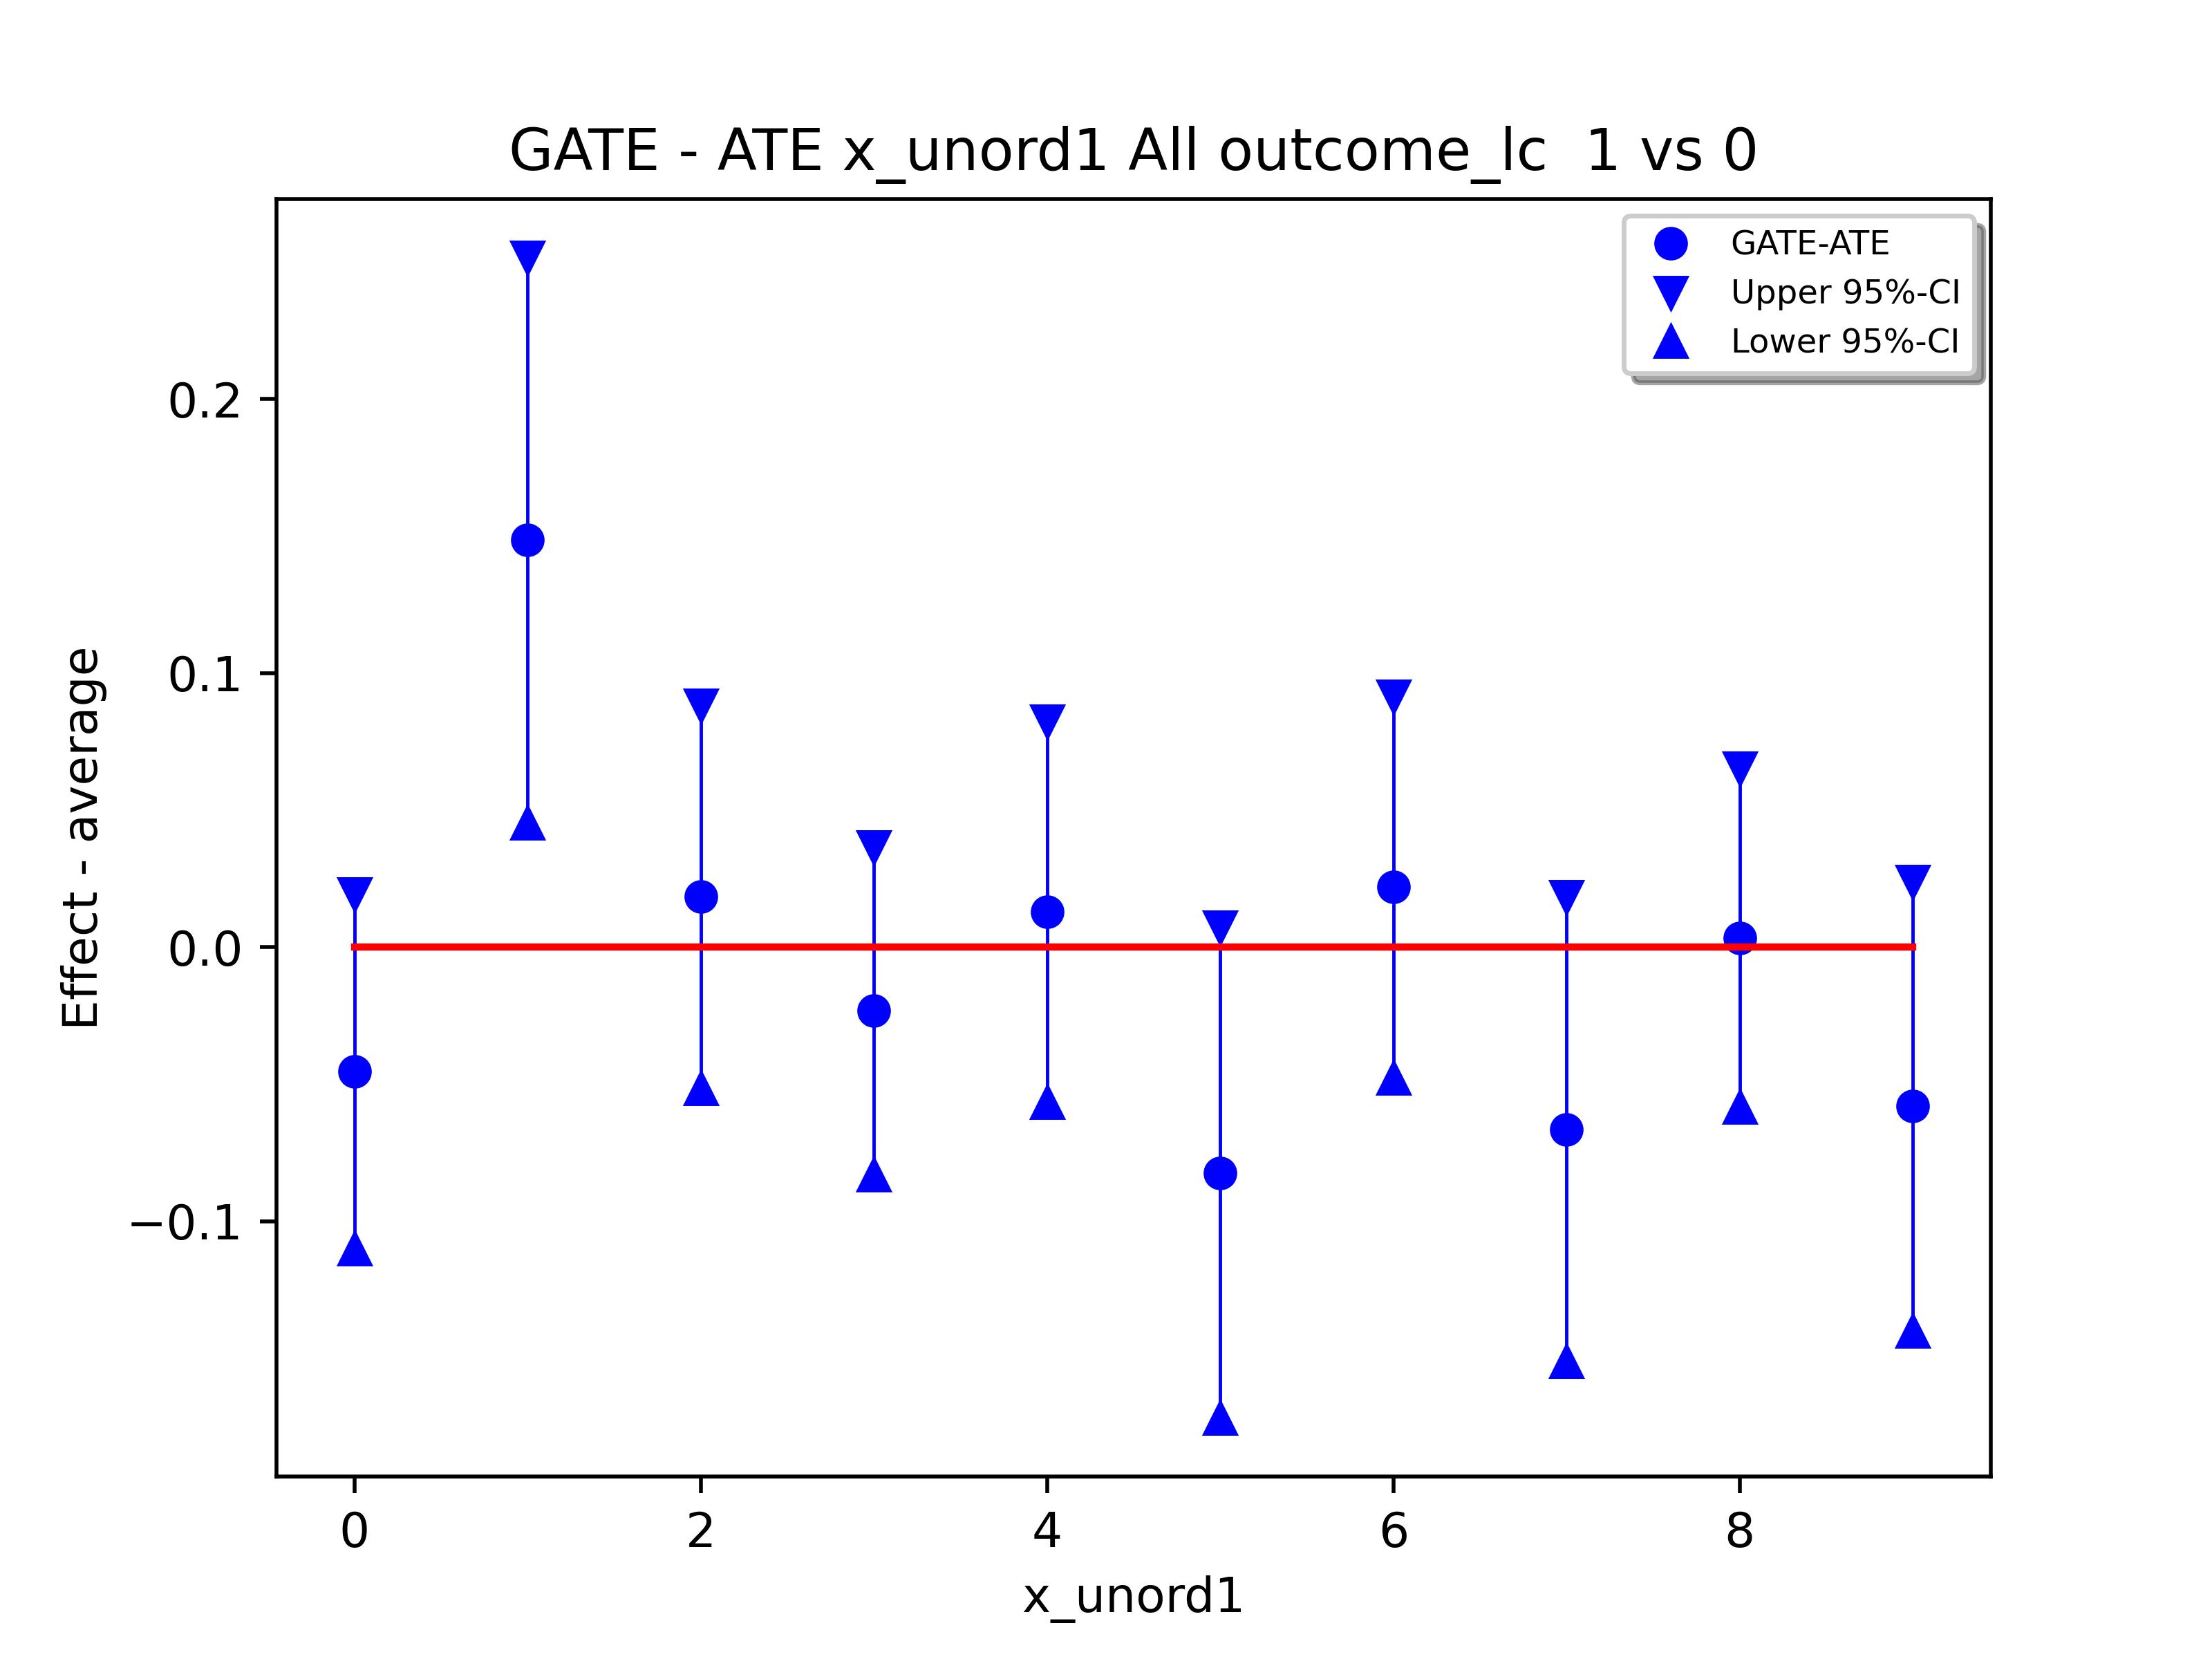 GATE - ATE x_unord1 All outcome_lc  1 vs 0
GATE-ATE
Upper 95%-CI
Lower 95%-CI
Effect - average
0.2
0.1
0.0
−0.1
0 2 4 6 8
x_unord1